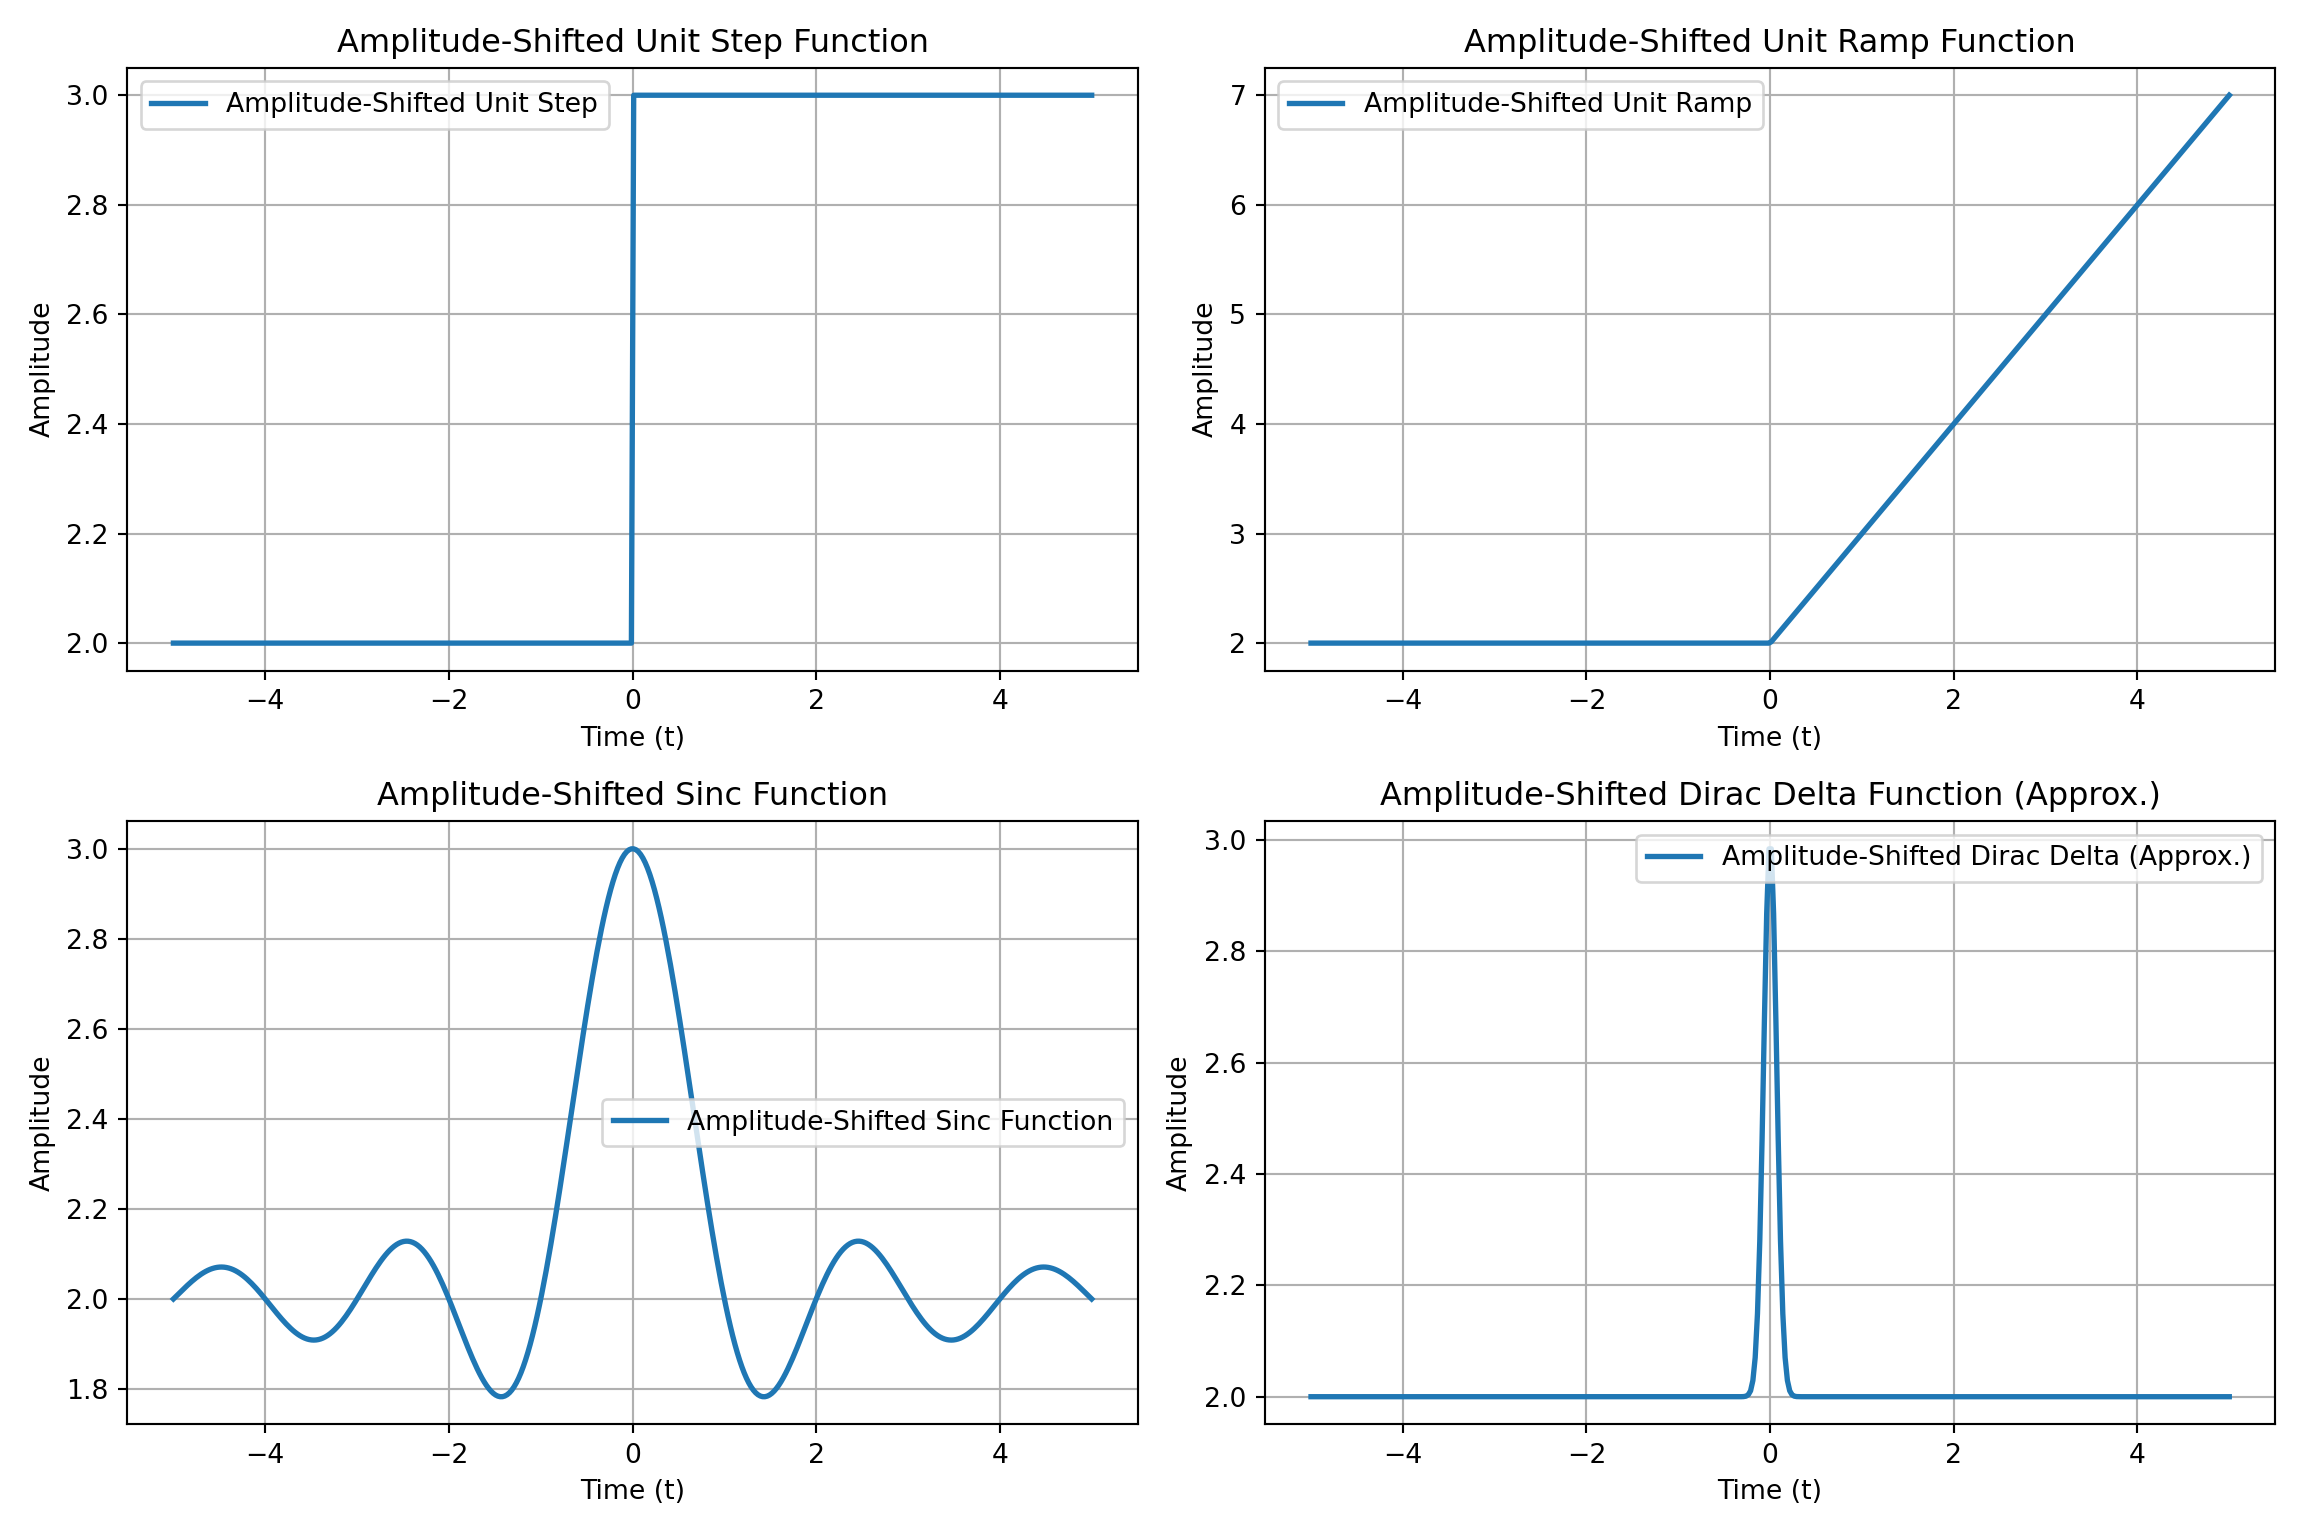 Amplitude-Shifted Unit Step Function
Amplitude-Shifted Unit Step
3.0
2.8
2.6
2.4
2.2
2.0
Amplitude
−4 −2 0 2 4
Time (t)
Amplitude-Shifted Unit Ramp Function
Amplitude-Shifted Unit Ramp
7
6
5
4
3
2
Amplitude
−4 −2 0 2 4
Time (t)
Amplitude-Shifted Sinc Function
3.0
2.8
2.6
2.4
2.2
2.0
1.8
Amplitude
Amplitude-Shifted Sinc Function
−4 −2 0 2 4
Time (t)
Amplitude-Shifted Dirac Delta Function (Approx.)
Amplitude-Shifted Dirac Delta (Approx.)
3.0
2.8
2.6
2.4
2.2
2.0
Amplitude
−4 −2 0 2 4
Time (t)